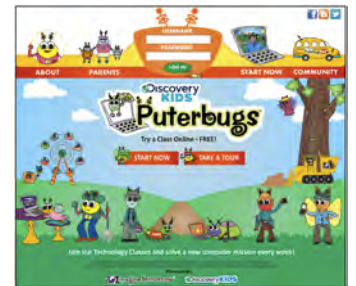 USERNAME
PASSWORD
LOG IN
ABOUT
PARENTS
START NOW
COMMUNITY
Discovery
KIDS
Puterbugs
Try a Class Online - FREE!
START NOW
TAKE A TOUR
Join our Technology Classes and solve a new computer mission every week!
Discovery KIDS